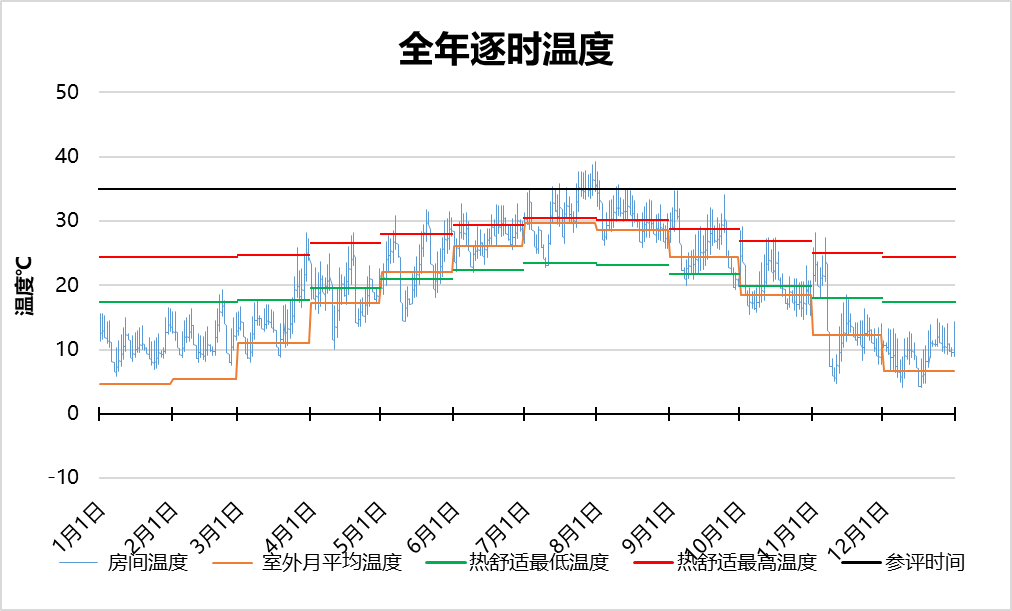 全年逐时温度
50
40
30
20
10
0
-10
温度℃
1月1日
2月1日
3月1日
4月1日
5月1日
6月1日
7月1日
8月1日
9月1日
10月1日
11月1日
12月1日
房间温度
室外月平均温度
热舒适最低温度
热舒适最高温度
参评时间